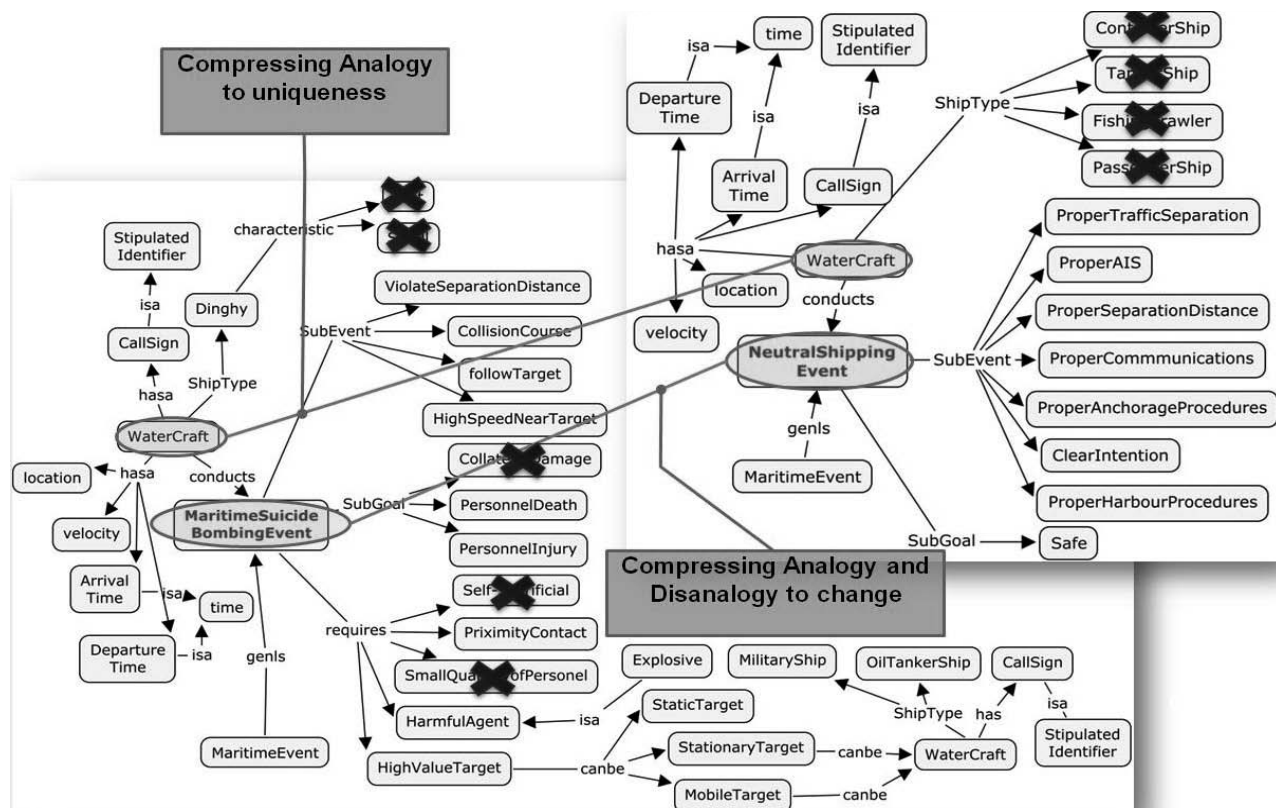 Compressing Analogy
to uniqueness
characteristic
Stipulated
Identifier
isa
Dinghy
CallSign
ShipType
hasa
WaterCraft
ViolateSeparationDistance
SubEvent
CollisionCourse
followTarget
HighSpeedNearTarget
location
hasa
conducts
velocity
MaritimeSuicide
BombingEvent
SubGoal
PersonnelDeath
PersonnelInjury
Arrival
Time
isa
time
Departure
Time
isa
genls
MaritimeEvent
requires
PriximityContact
HarmfulAgent
isa
Explosive
HighValueTarget
canbe
StaticTarget
StationaryTarget
MobileTarget
canbe
canbe
WaterCraft
ShipType
MilitaryShip
OilTankerShip
has
CallSign
isa
Stipulated
Identifier
isa
time
Stipulated
Identifier
Departure
Time
isa
isa
Arrival
Time
CallSign
ShipType
hasa
WaterCraft
location
velocity
conducts
NeutralShipping
Event
genls
MaritimeEvent
SubEvent
ProperTrafficSeparation
ProperAIS
ProperSeparationDistance
ProperCommmunications
ProperAnchorageProcedures
ClearIntention
ProperHarbourProcedures
SubGoal
Safe
Compressing Analogy and
Disanalogy to change